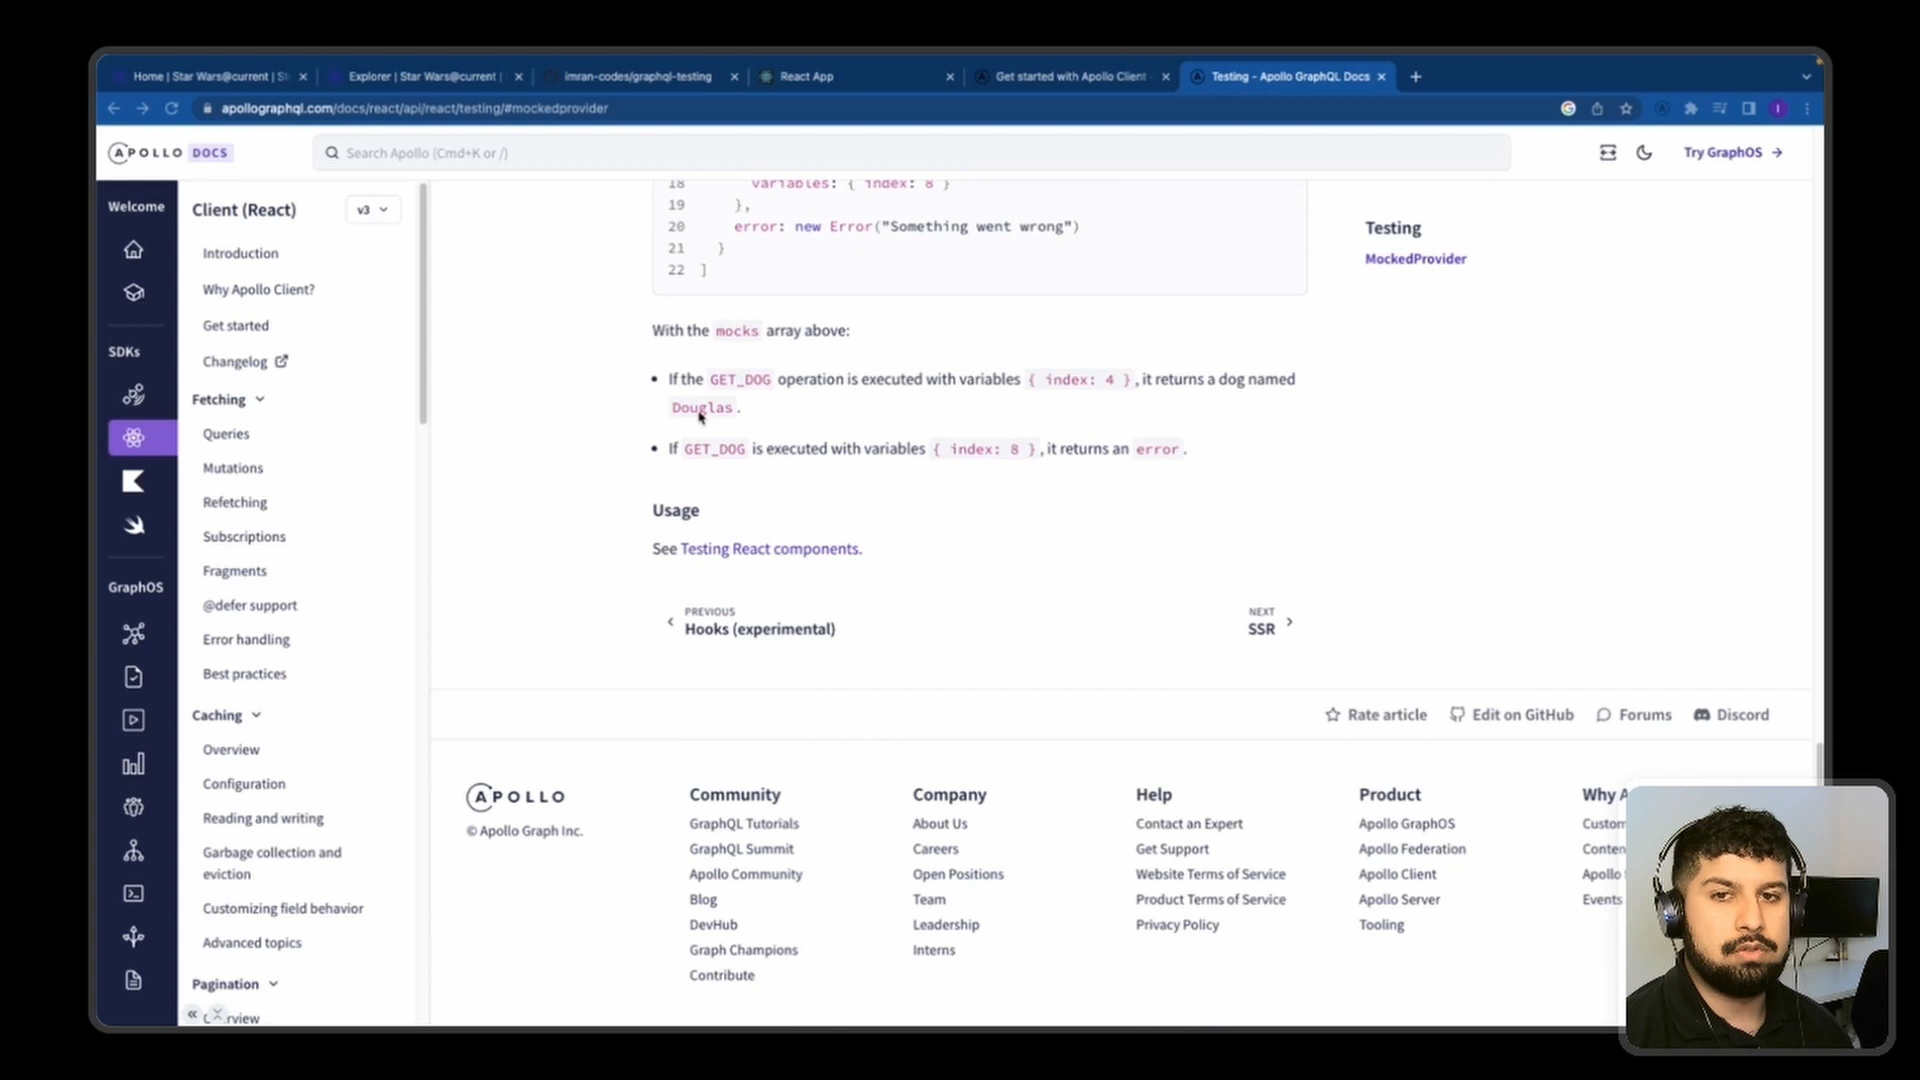 Home | Star Wars@current | S
Explorer | Star Wars@current |
imran-codes/graphql-testing
React App
Get started with Apollo Client -
Testing - Apollo GraphQL Docs
apollographql.com/docs/react/api/react/testing/#mockedprovider
I
APOLLO DOCS
Search Apollo (Cmd+K or /)
Try GraphOS
Welcome
SDKs
GraphOS
Client (React)
v3
Introduction
Why Apollo Client?
Get started
Changelog
Fetching
Queries
Mutations
Refetching
Subscriptions
Fragments
@defer support
Error handling
Best practices
Caching
Overview
Configuration
Reading and writing
Garbage collection and
eviction
Customizing field behavior
Advanced topics
Pagination
Overview
18 variables: { index: 8 }
19 },
20 error: new Error("Something went wrong")
21 }
22 ]
With the mocks array above:
• If the GET_DOG operation is executed with variables { index: 4 }, it returns a dog named
Douglas.
• If GET_DOG is executed with variables { index: 8 }, it returns an error.
Usage
See Testing React components.
PREVIOUS
Hooks (experimental)
NEXT
SSR
Testing
MockedProvider
Rate article
Edit on GitHub
Forums
Discord
APOLLO
© Apollo Graph Inc.
Community
GraphQL Tutorials
GraphQL Summit
Apollo Community
Blog
DevHub
Graph Champions
Contribute
Company
About Us
Careers
Open Positions
Team
Leadership
Interns
Help
Contact an Expert
Get Support
Website Terms of Service
Product Terms of Service
Privacy Policy
Product
Apollo GraphOS
Apollo Federation
Apollo Client
Apollo Server
Tooling
Why A
Custom
Conten
Apollo
Events